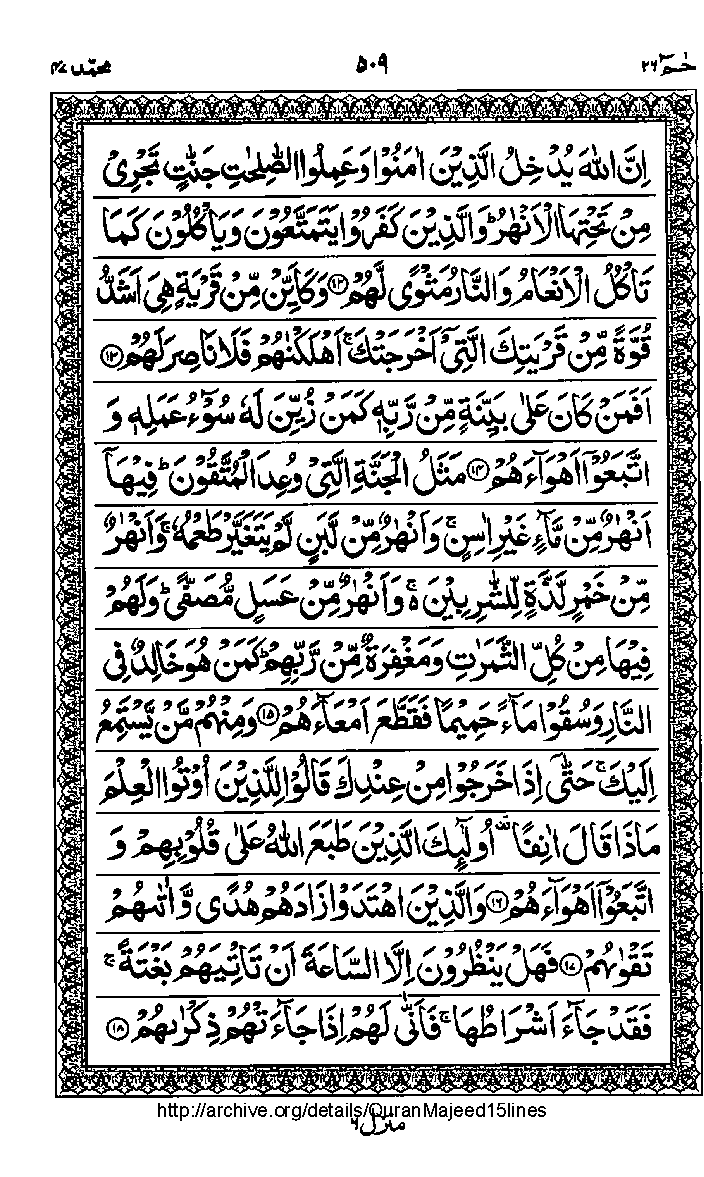 حٰمٓ ٢٦ ٥٠٩ محمّد ٤٧
اِنَّ اللّٰهَ يُدْخِلُ الَّذِيْنَ اٰمَنُوْا وَعَمِلُوا الصّٰلِحٰتِ جَنّٰتٍ تَجْرِيْ
مِنْ تَحْتِهَا الْاَنْهٰرُ ؕ وَالَّذِيْنَ كَفَرُوْا يَتَمَتَّعُوْنَ وَيَاْكُلُوْنَ كَمَا
تَاْكُلُ الْاَنْعَامُ وَالنَّارُ مَثْوًى لَّهُمْ ﴿١٢﴾ وَكَاَيِّنْ مِّنْ قَرْيَةٍ هِيَ اَشَدُّ
قُوَّةً مِّنْ قَرْيَتِكَ الَّتِيْۤ اَخْرَجَتْكَ ۚ اَهْلَكْنٰهُمْ فَلَا نَاصِرَ لَهُمْ ﴿١٣﴾
اَفَمَنْ كَانَ عَلٰى بَيِّنَةٍ مِّنْ رَّبِّهٖ كَمَنْ زُيِّنَ لَهٗ سُوْٓءُ عَمَلِهٖ وَ
اتَّبَعُوْۤا اَهْوَآءَهُمْ ﴿١٤﴾ مَثَلُ الْجَنَّةِ الَّتِيْ وُعِدَ الْمُتَّقُوْنَ ؕ فِيْهَاۤ
اَنْهٰرٌ مِّنْ مَّآءٍ غَيْرِ اٰسِنٍ ۚ وَاَنْهٰرٌ مِّنْ لَّبَنٍ لَّمْ يَتَغَيَّرْ طَعْمُهٗ ۚ وَاَنْهٰرٌ
مِّنْ خَمْرٍ لَّذَّةٍ لِّلشّٰرِبِيْنَ ۚ۬ وَاَنْهٰرٌ مِّنْ عَسَلٍ مُّصَفًّى ؕ وَلَهُمْ
فِيْهَا مِنْ كُلِّ الثَّمَرٰتِ وَمَغْفِرَةٌ مِّنْ رَّبِّهِمْ ؕ كَمَنْ هُوَ خَالِدٌ فِي
النَّارِ وَسُقُوْا مَآءً حَمِيْمًا فَقَطَّعَ اَمْعَآءَهُمْ ﴿١٥﴾ وَمِنْهُمْ مَّنْ يَّسْتَمِعُ
اِلَيْكَ ۚ حَتّٰۤى اِذَا خَرَجُوْا مِنْ عِنْدِكَ قَالُوْا لِلَّذِيْنَ اُوْتُوا الْعِلْمَ
مَاذَا قَالَ اٰنِفًا ۟ اُولٰٓئِكَ الَّذِيْنَ طَبَعَ اللّٰهُ عَلٰى قُلُوْبِهِمْ وَ
اتَّبَعُوْۤا اَهْوَآءَهُمْ ﴿١٦﴾ وَالَّذِيْنَ اهْتَدَوْا زَادَهُمْ هُدًى وَّاٰتٰىهُمْ
تَقْوٰىهُمْ ﴿١٧﴾ فَهَلْ يَنْظُرُوْنَ اِلَّا السَّاعَةَ اَنْ تَاْتِيَهُمْ بَغْتَةً ۚ
فَقَدْ جَآءَ اَشْرَاطُهَا ۚ فَاَنّٰى لَهُمْ اِذَا جَآءَتْهُمْ ذِكْرٰىهُمْ ﴿١٨﴾
http://archive.org/details/QuranMajeed15lines
منزل ٦